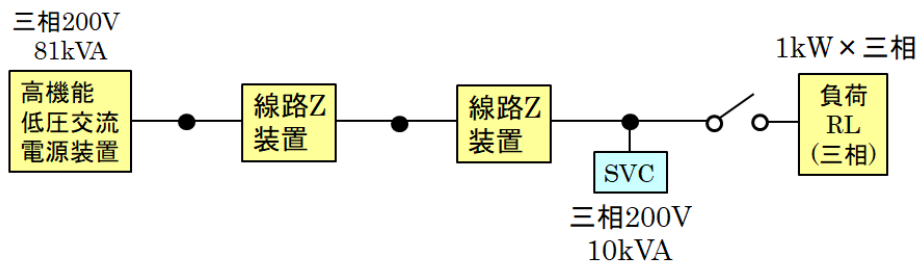 三相200V
81kVA
高機能
低圧交流
電源装置
線路Z
装置
線路Z
装置
SVC
三相200V
10kVA
1kW×三相
負荷
RL
(三相)